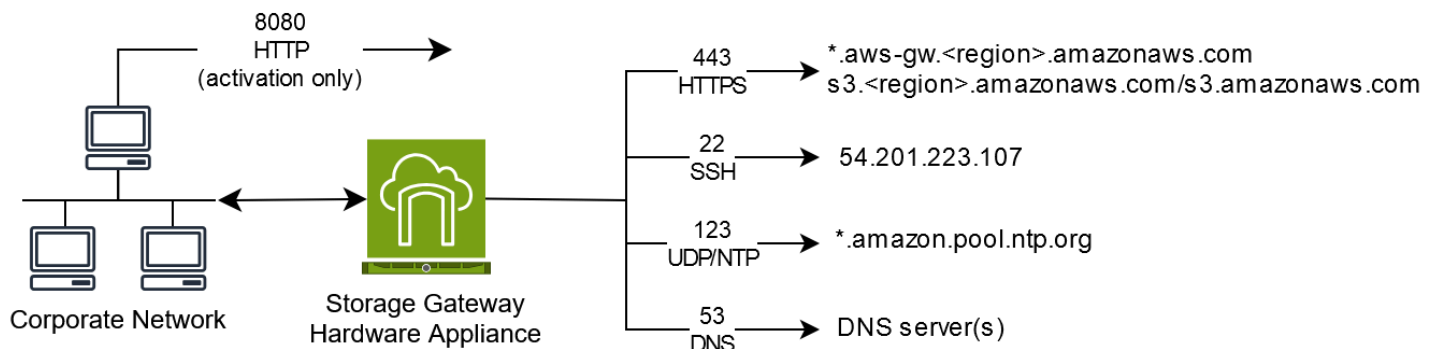 8080
HTTP
(activation only)
443
HTTPS
*.aws-gw.<region>.amazonaws.com
s3.<region>.amazonaws.com/s3.amazonaws.com
22
SSH
54.201.223.107
123
UDP/NTP
*.amazon.pool.ntp.org
53
DNS
DNS server(s)
Corporate Network
Storage Gateway
Hardware Appliance